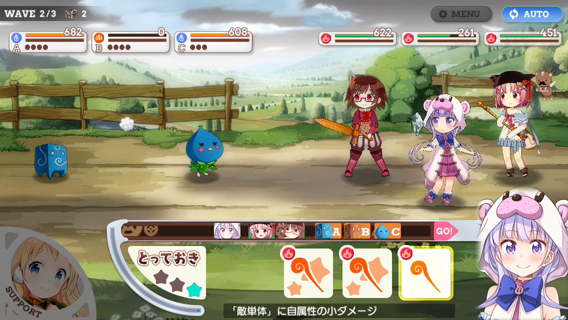 WAVE 2/3 2
MENU
AUTO
682
0
608
A
B
C
622
261
451
A B C GO!
とっておき
SUPPORT
「敵単体」に自属性の小ダメージ